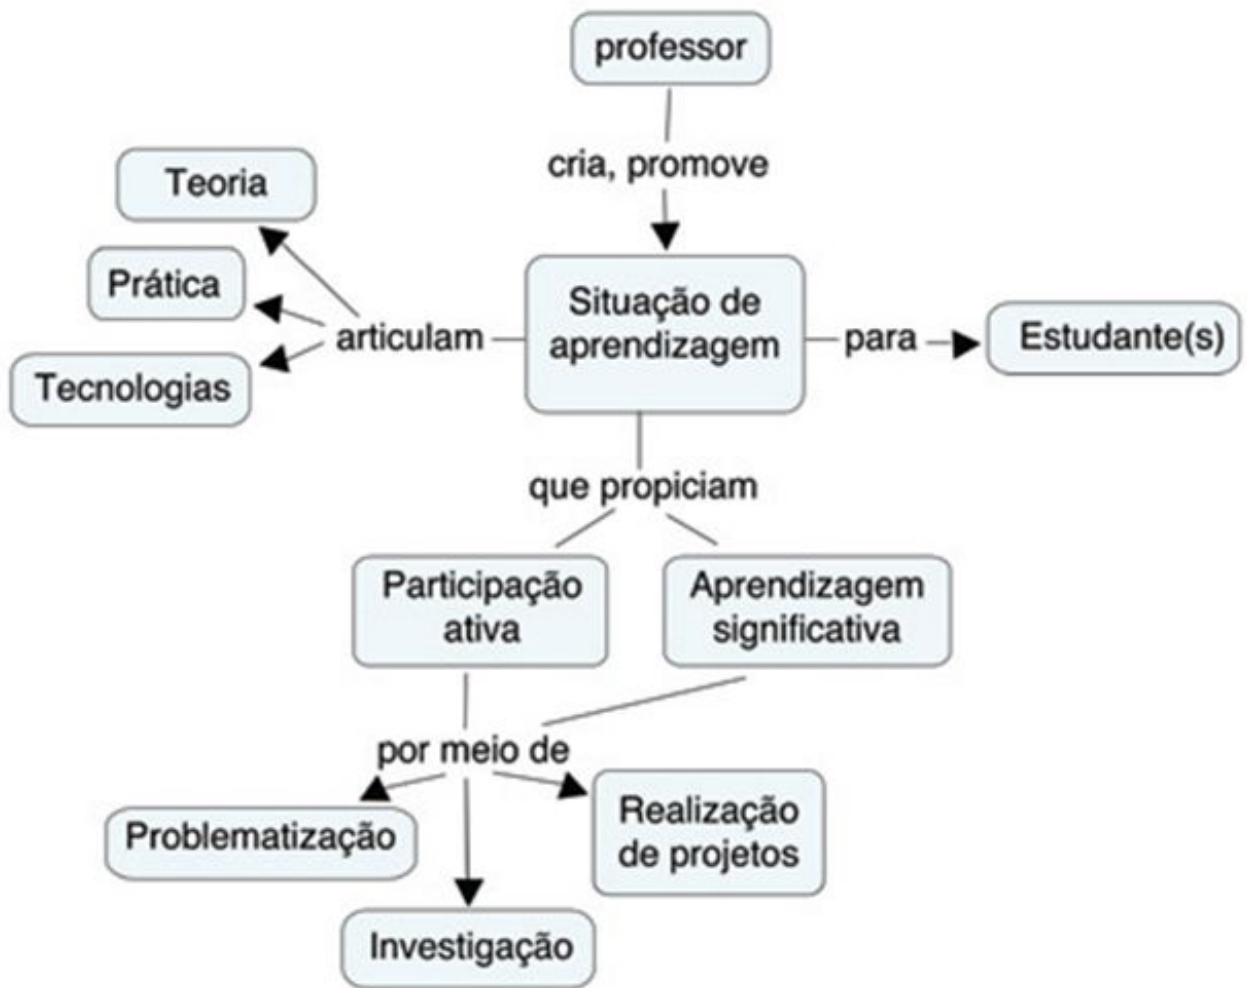 professor
cria, promove
Teoria
Prática
Tecnologias
articulam
Situação de
aprendizagem
para
Estudante(s)
que propiciam
Participação
ativa
Aprendizagem
significativa
por meio de
Problematização
Realização
de projetos
Investigação